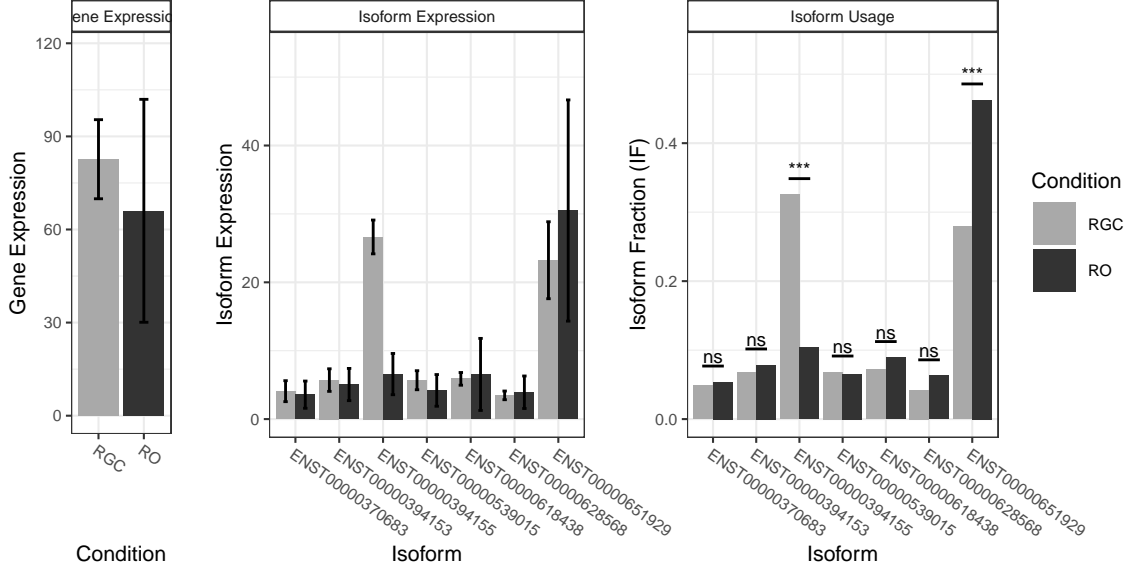 ene Expressio
Isoform Expression
Isoform Usage
120
90
60
30
0
Gene Expression
RGC
RO
Condition
40
20
0
Isoform Expression
ENST00000370683
ENST00000394153
ENST00000394155
ENST00000539015
ENST00000618438
ENST00000628568
ENST00000651929
Isoform
0.4
0.2
0.0
Isoform Fraction (IF)
ns
ns
***
ns
ns
ns
***
ENST00000370683
ENST00000394153
ENST00000394155
ENST00000539015
ENST00000618438
ENST00000628568
ENST00000651929
Isoform
Condition
RGC
RO